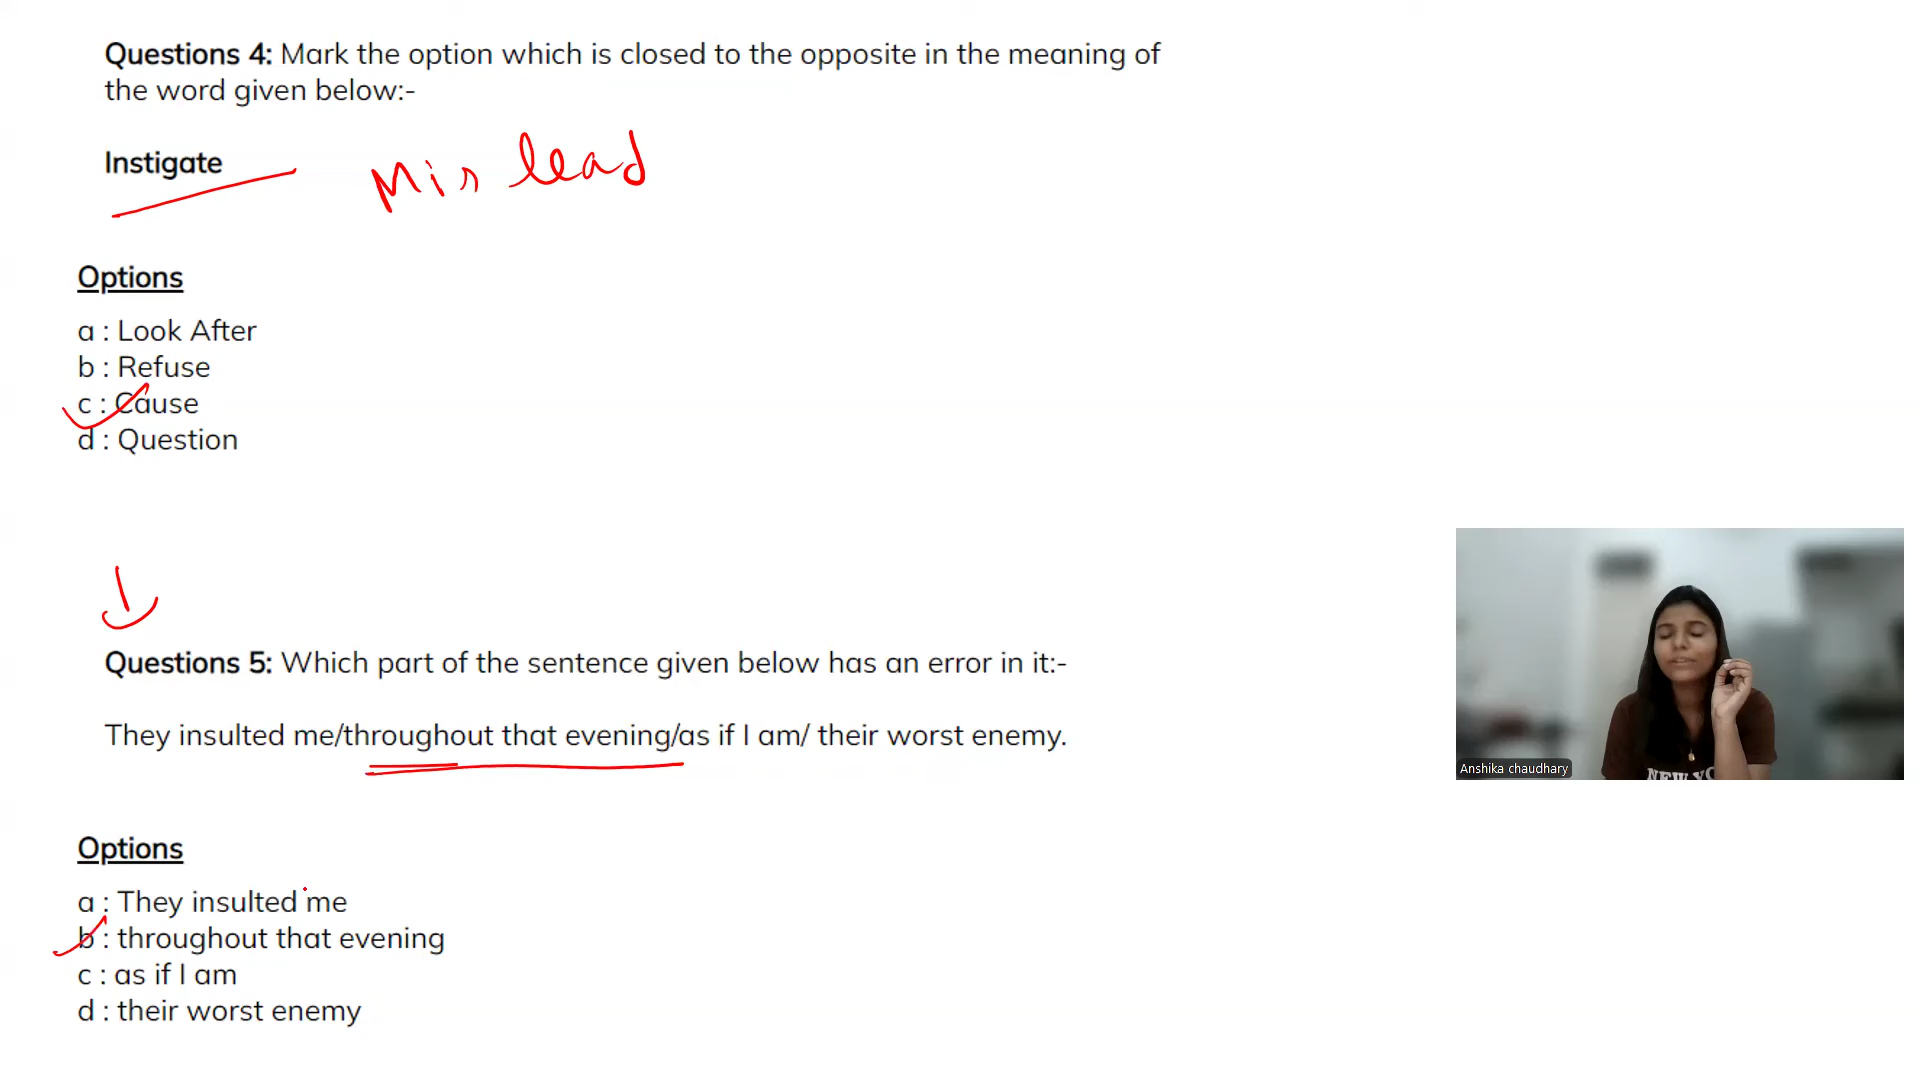 Questions 4: Mark the option which is closed to the opposite in the meaning of
the word given below:-
Instigate
Mis lead
Options
a : Look After
b : Refuse
c : Cause
d : Question
Questions 5: Which part of the sentence given below has an error in it:-
They insulted me/throughout that evening/as if I am/ their worst enemy.
Options
a : They insulted me
b : throughout that evening
c : as if I am
d : their worst enemy
NEW YO
Anshika chaudhary